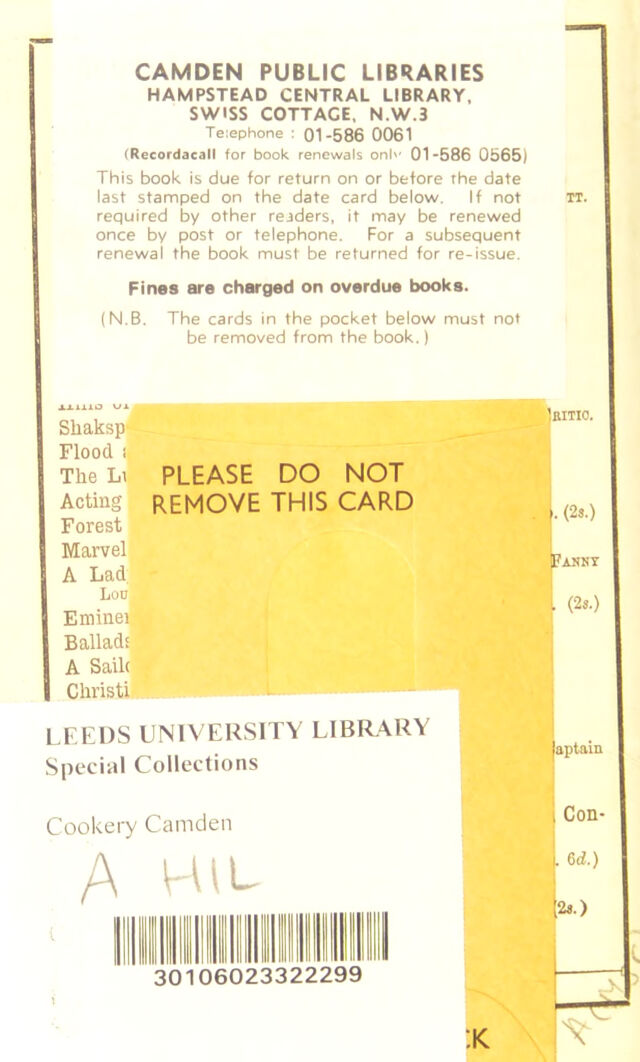 CAMDEN PUBLIC LIBRARIES
HAMPSTEAD CENTRAL LIBRARY,
SWISS COTTAGE, N.W.3
Telephone : 01-586 0061
(Recordacall for book renewals only 01-586 0565)
This book is due for return on or before the date
last stamped on the date card below. If not
required by other readers, it may be renewed
once by post or telephone. For a subsequent
renewal the book must be returned for re-issue.
Fines are charged on overdue books.
(N.B. The cards in the pocket below must not
be removed from the book.)
TT.
Shaksp
RITIC.
Flood
The
PLEASE DO NOT
Acting
REMOVE THIS CARD
. (2s.)
Forest
Marvel
FANNY
A Lad
Lou
. (2s.)
Eminen
Ballads
A Sailo
Christi
LEEDS UNIVERSITY LIBRARY
Special Collections
aptain
Cookery Camden
Con-
A HIL
. 6d.)
(2s.)
30106023322299
CK